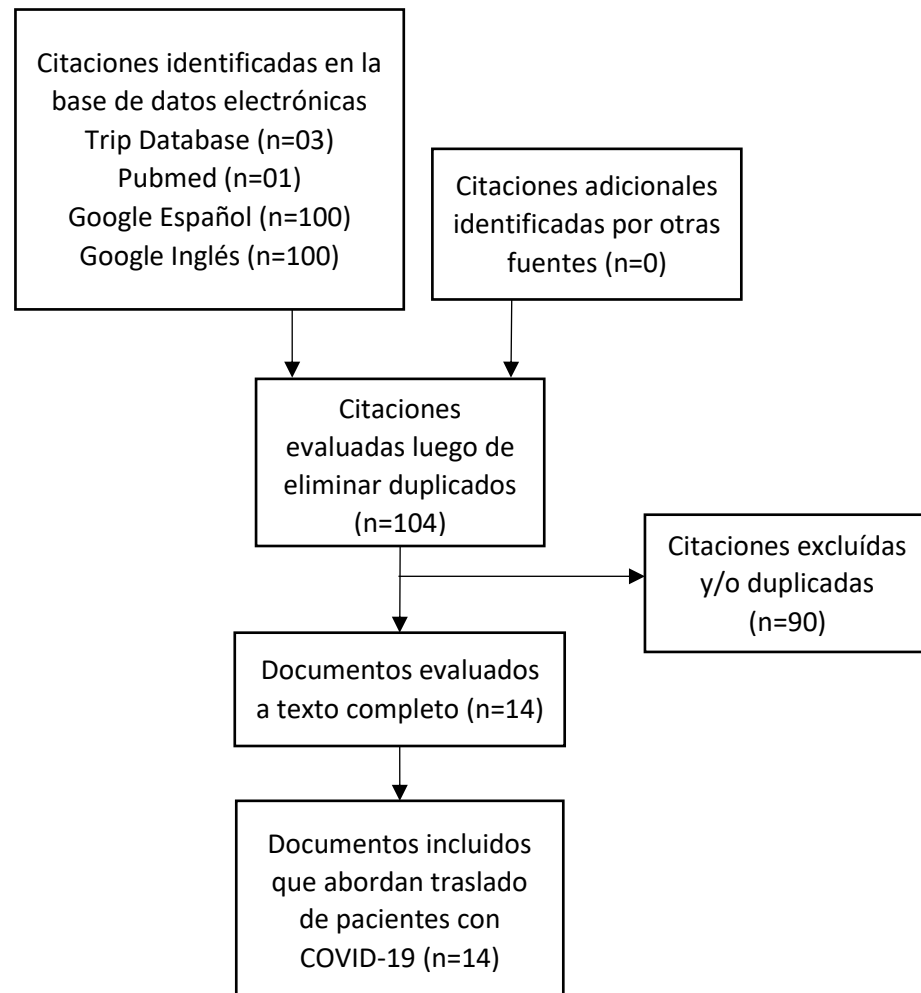 Citaciones identificadas en la
base de datos electrónicas
Trip Database (n=03)
Pubmed (n=01)
Google Español (n=100)
Google Inglés (n=100)
Citaciones adicionales
identificadas por otras
fuentes (n=0)
Citaciones
evaluadas luego de
eliminar duplicados
(n=104)
Citaciones excluídas
y/o duplicadas
(n=90)
Documentos evaluados
a texto completo (n=14)
Documentos incluidos
que abordan traslado
de pacientes con
COVID-19 (n=14)